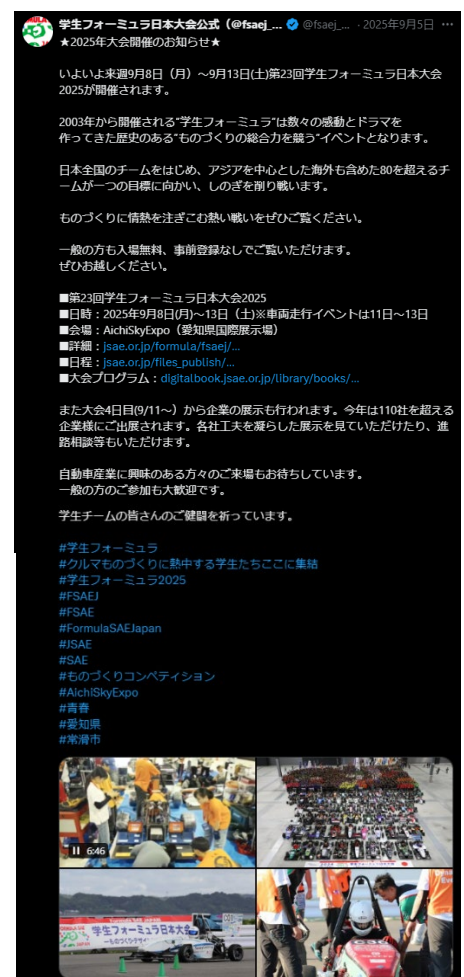 学生フォーミュラ日本大会公式（@fsaej_... @fsaej_... · 2025年9月5日
★2025年大会開催のお知らせ★
いよいよ来週9月8日（月）～9月13日(土)第23回学生フォーミュラ日本大会
2025が開催されます。
2003年から開催される"学生フォーミュラ"は数々の感動とドラマを
作ってきた歴史のある"ものづくりの総合力を競う"イベントとなります。
日本全国のチームをはじめ、アジアを中心とした海外も含めた80を超えるチ
ームが一つの目標に向かい、しのぎを削り戦います。
ものづくりに情熱を注ぎこむ熱い戦いをぜひご覧ください。
一般の方も入場無料、事前登録なしでご覧いただけます。
ぜひお越しください。
■第23回学生フォーミュラ日本大会2025
■日時：2025年9月8日(月)～13日（土)※車両走行イベントは11日～13日
■会場：AichiSkyExpo（愛知県国際展示場）
■詳細：jsae.or.jp/formula/fsaej/...
■日程：jsae.or.jp/files_publish/...
■大会プログラム：digitalbook.jsae.or.jp/library/books/...
また大会4日目(9/11～）から企業の展示も行われます。今年は110社を超える
企業様にご出展されます。各社工夫を凝らした展示を見ていただけたり、進
路相談等もいただけます。
自動車産業に興味のある方々のご来場もお待ちしています。
一般の方のご参加も大歓迎です。
学生チームの皆さんのご健闘を祈っています。
#学生フォーミュラ
#クルマものづくりに熱中する学生たちここに集結
#学生フォーミュラ2025
#FSAEJ
#FSAE
#FormulaSAEJapan
#JSAE
#SAE
#ものづくりコンペティション
#AichiSkyExpo
#青春
#愛知県
#常滑市
6:46
学生フォーミュラ日本大会